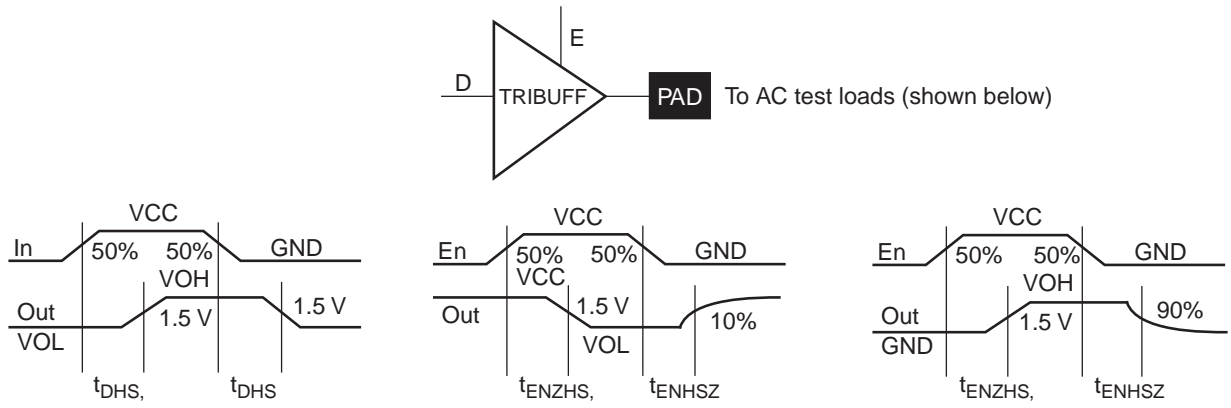 E
D
TRIBUFF
PAD To AC test loads (shown below)
VCC
In 50% 50% GND
VOH
Out 1.5 V 1.5 V
VOL
tDHS, tDHS
VCC
En 50% 50% GND
VCC
Out 1.5 V 10%
VOL
tENZHS, tENHSZ
VCC
En 50% 50% GND
VOH
Out 1.5 V 90%
GND
tENZHS, tENHSZ